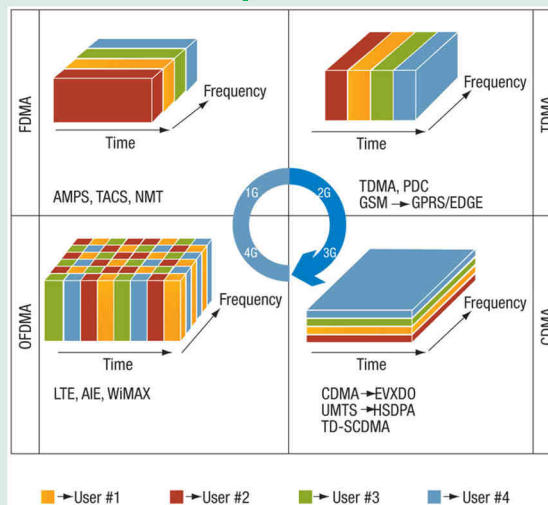 FDMA
Frequency
Time
AMPS, TACS, NMT
TDMA
Frequency
Time
TDMA, PDC
GSM → GPRS/EDGE
1G
2G
4G
3G
OFDMA
Frequency
Time
LTE, AIE, WiMAX
CDMA
Frequency
Time
CDMA → EVXDO
UMTS → HSDPA
TD-SCDMA
→ User #1
→ User #2
→ User #3
→ User #4